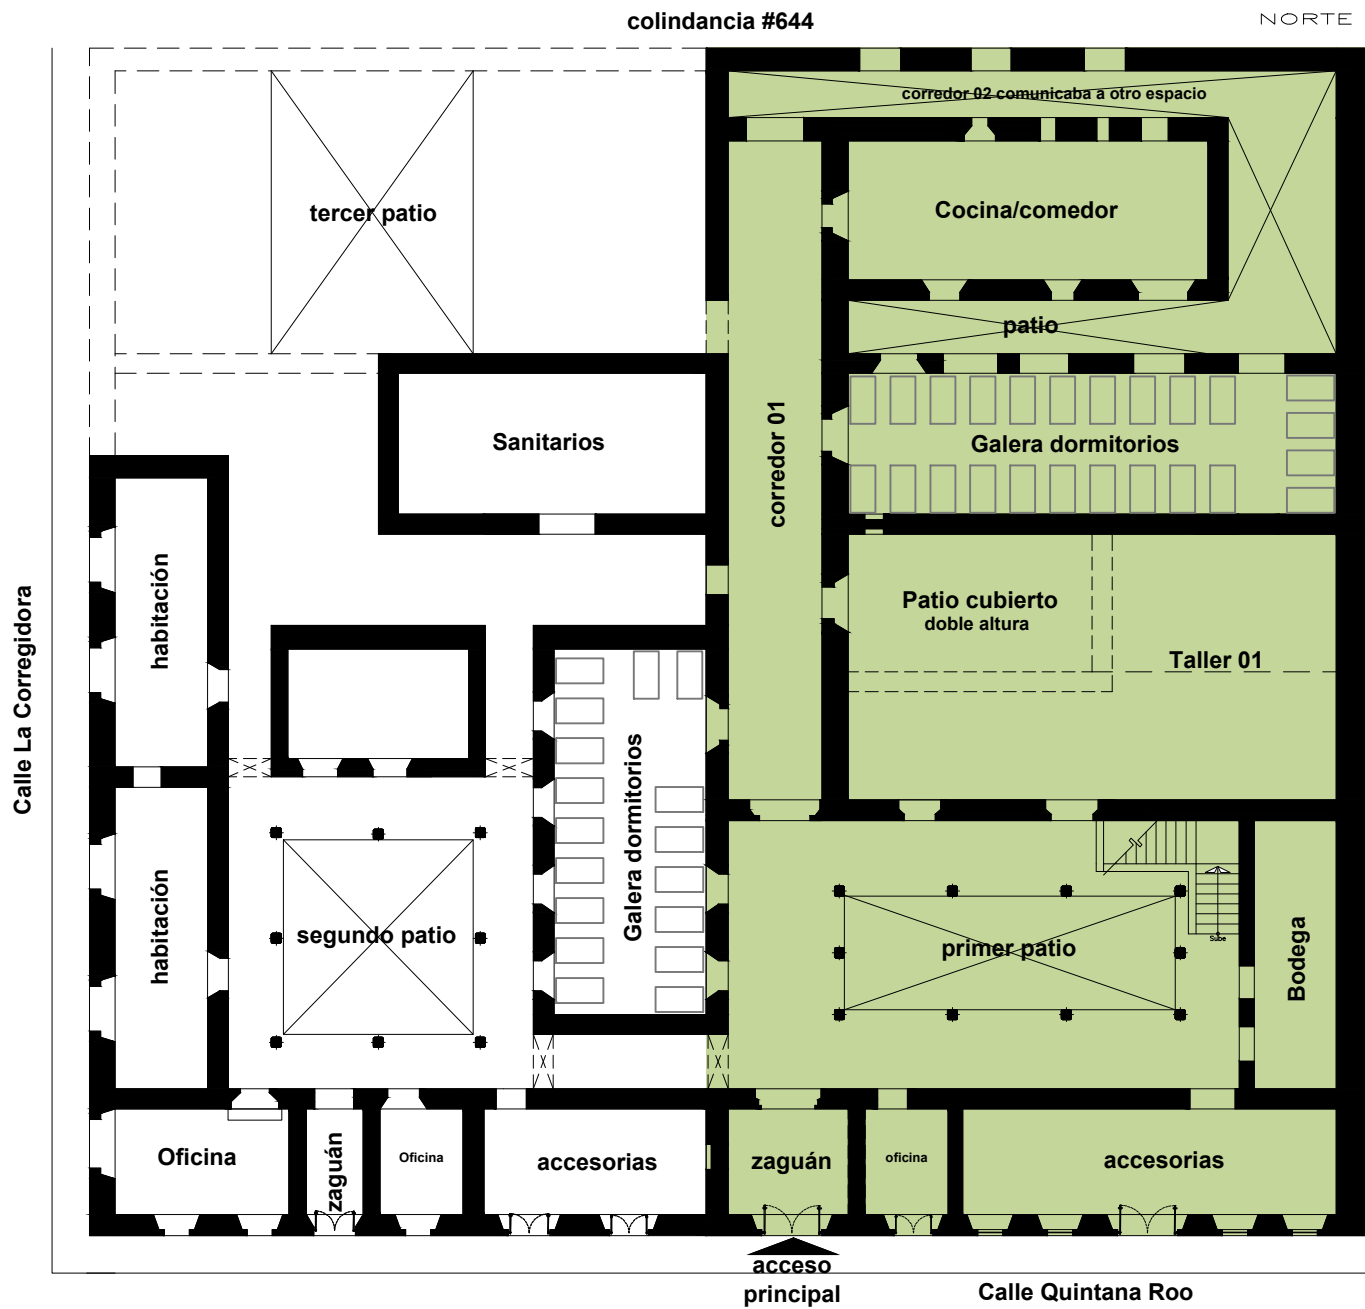 colindancia #644
NORTE
corredor 02 comunicaba a otro espacio
tercer patio
Cocina/comedor
patio
corredor 01
Sanitarios
Galera dormitorios
habitación
Patio cubierto
doble altura
Taller 01
Calle La Corregidora
Galera dormitorios
habitación
segundo patio
primer patio
Sube
Bodega
Oficina
zaguán
Oficina
accesorias
zaguán
oficina
accesorias
acceso
principal
Calle Quintana Roo